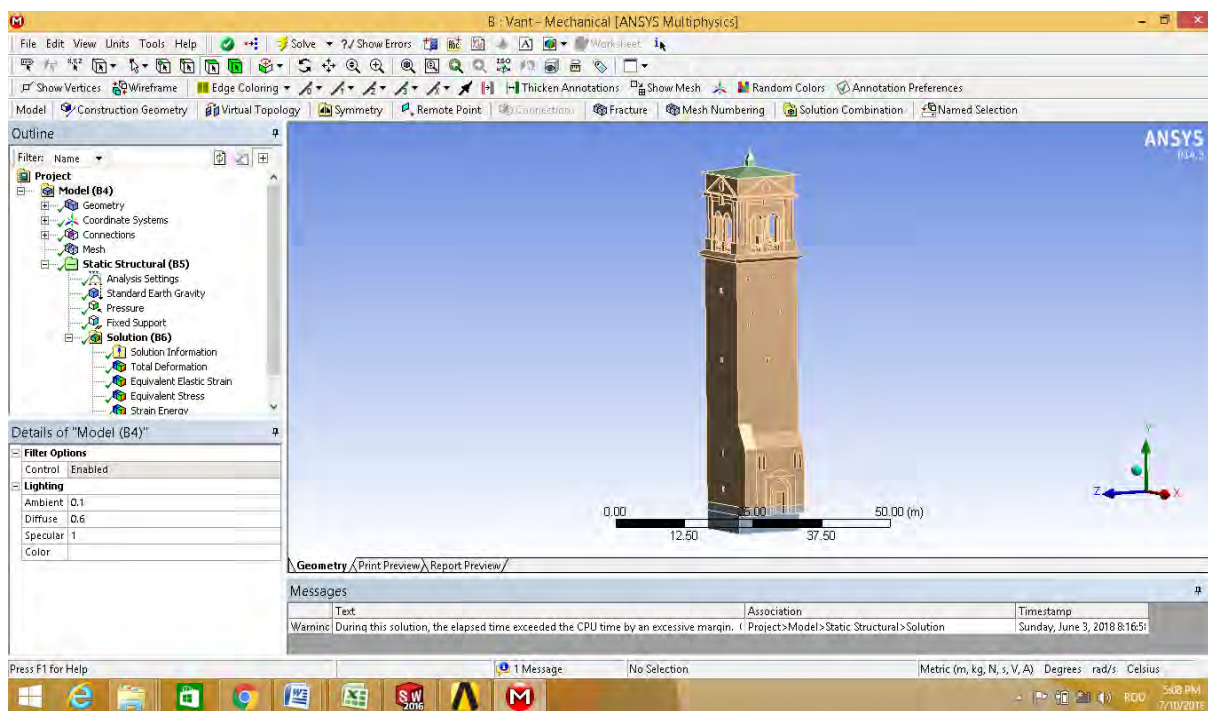 B : Vant - Mechanical [ANSYS Multiphysics]
File Edit View Units Tools Help Solve ?/ Show Errors Worksheet
Show Vertices Wireframe Edge Coloring Thicken Annotations Show Mesh Random Colors Annotation Preferences
Model Construction Geometry Virtual Topology Symmetry Remote Point Connections Fracture Mesh Numbering Solution Combination Named Selection
Outline
Filter: Name
Project
Model (B4)
Geometry
Coordinate Systems
Connections
Mesh
Static Structural (B5)
Analysis Settings
Standard Earth Gravity
Pressure
Fixed Support
Solution (B6)
Solution Information
Total Deformation
Equivalent Elastic Strain
Equivalent Stress
Strain Energy
Details of "Model (B4)"
Filter Options
Control Enabled
Lighting
Ambient 0.1
Diffuse 0.6
Specular 1
Color
ANSYS
R14.5
Y
Z X
0.00 25.00 50.00 (m)
12.50 37.50
Geometry Print Preview Report Preview
Messages
Text Association Timestamp
Warning During this solution, the elapsed time exceeded the CPU time by an excessive margin. ( Project>Model>Static Structural>Solution Sunday, June 3, 2018 8:16:5
Press F1 for Help 1 Message No Selection Metric (m, kg, N, s, V, A) Degrees rad/s Celsius
SW 2016 M ROU 5:08 PM
7/10/2018